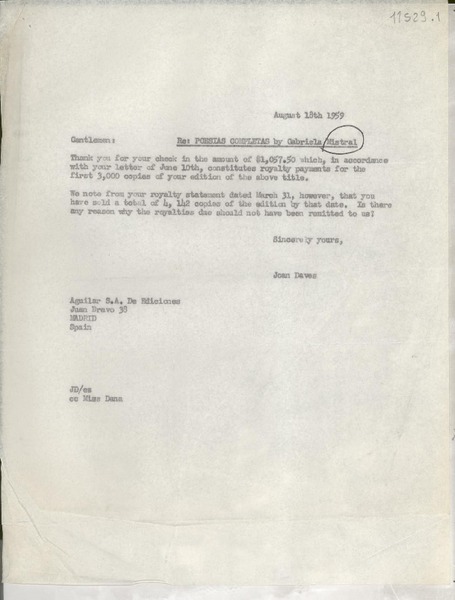 11529.1
August 18th 1959
Gentlemen: Re: POESIAS COMPLETAS by Gabriela Mistral
Thank you for your check in the amount of $1,057.50 which, in accordance
with your letter of June 10th, constitutes royalty payments for the
first 3,000 copies of your edition of the above title.
We note from your royalty statement dated March 31, however, that you
have sold a total of 4, 142 copies of the edition by that date. Is there
any reason why the royalties due should not have been remitted to us?
Sincerely yours,
Joan Daves
Aguilar S.A. De Ediciones
Juan Bravo 38
MADRID
Spain
JD/es
cc Miss Dana